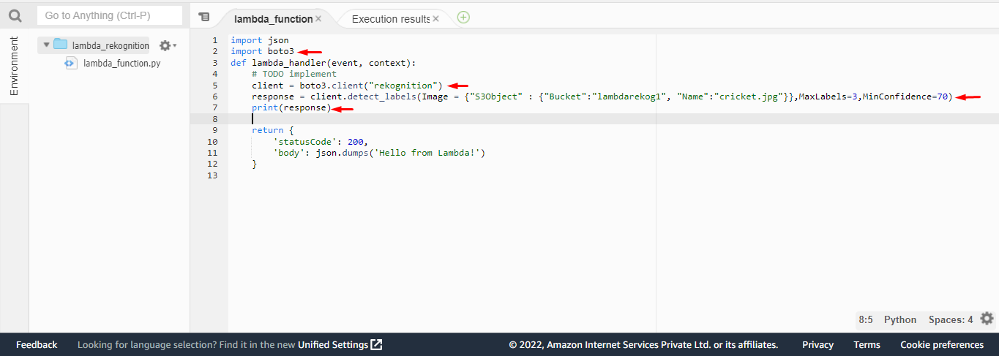 Go to Anything (Ctrl-P)
lambda_function
Execution results
Environment
lambda_rekognition
lambda_function.py
1 import json
2 import boto3
3 def lambda_handler(event, context):
4     # TODO implement
5     client = boto3.client("rekognition")
6     response = client.detect_labels(Image = {"S3Object" : {"Bucket":"lambdarekog1", "Name":"cricket.jpg"}},MaxLabels=3,MinConfidence=70)
7     print(response)
8
9     return {
10         'statusCode': 200,
11         'body': json.dumps('Hello from Lambda!')
12     }
13
8:5 Python Spaces: 4
Feedback Looking for language selection? Find it in the new Unified Settings © 2022, Amazon Internet Services Private Ltd. or its affiliates. Privacy Terms Cookie preferences